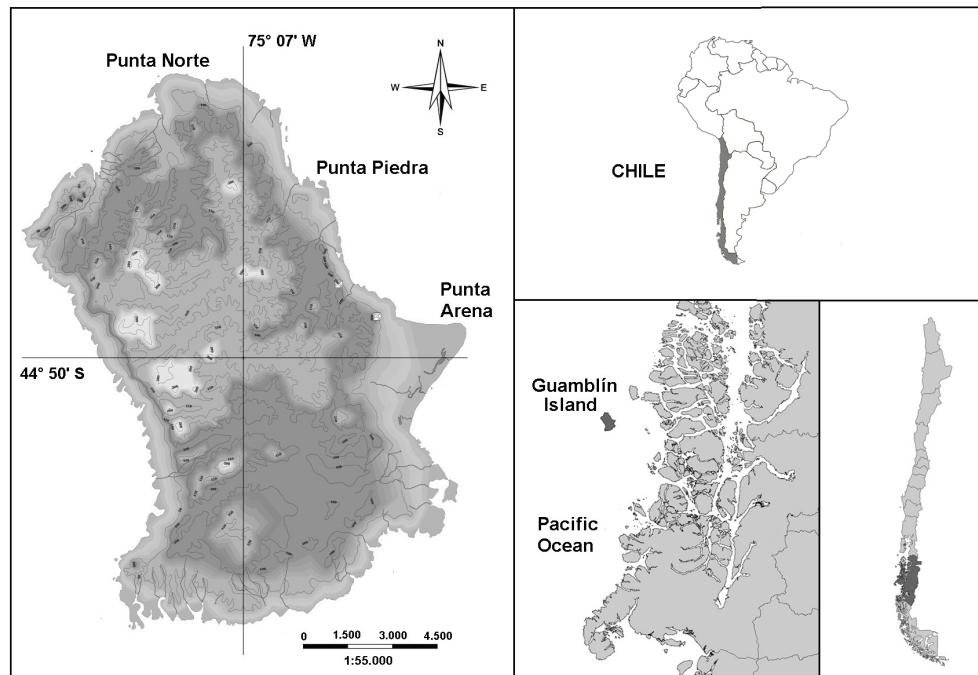 75° 07' W
Punta Norte
N
W
E
S
Punta Piedra
Punta
Arena
44° 50' S
0 1.500 3.000 4.500
1:55.000
CHILE
Guamblín
Island
Pacific
Ocean